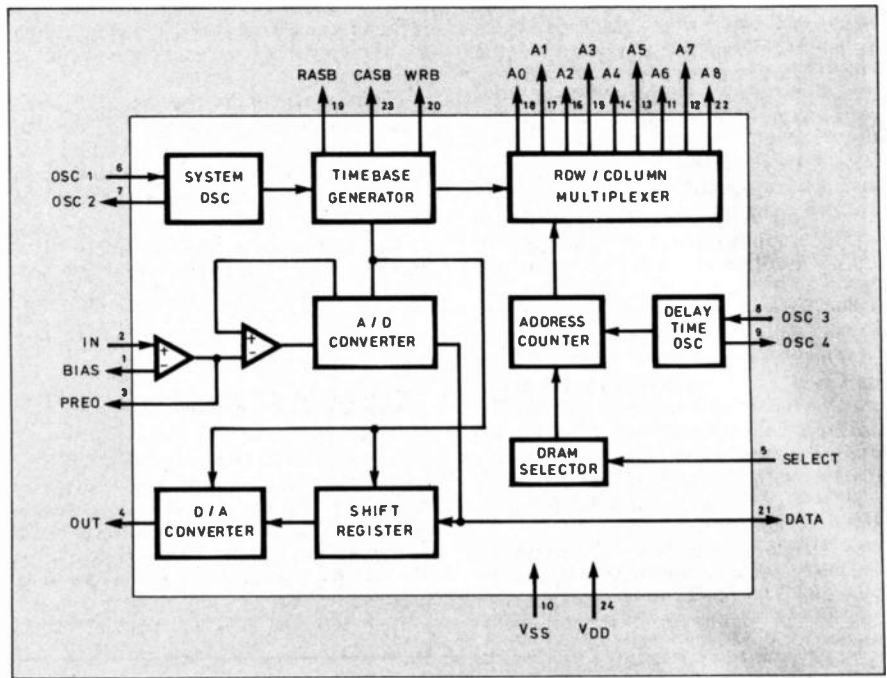 A1 A3 A5 A7
RASB CASB WRB A0 A2 A4 A6 A8
19 23 20 18 17 16 19 14 13 11 12 22
OSC 1 6
OSC 2 7
SYSTEM
OSC
TIMEBASE
GENERATOR
ROW / COLUMN
MULTIPLEXER
A / D
CONVERTER
ADDRESS
COUNTER
DELAY
TIME
OSC
8 OSC 3
9 OSC 4
IN 2
BIAS 1
PREO 3
+
-
+
-
DRAM
SELECTOR
5 SELECT
OUT 4
D / A
CONVERTER
SHIFT
REGISTER
21 DATA
10 24
VSS VDD